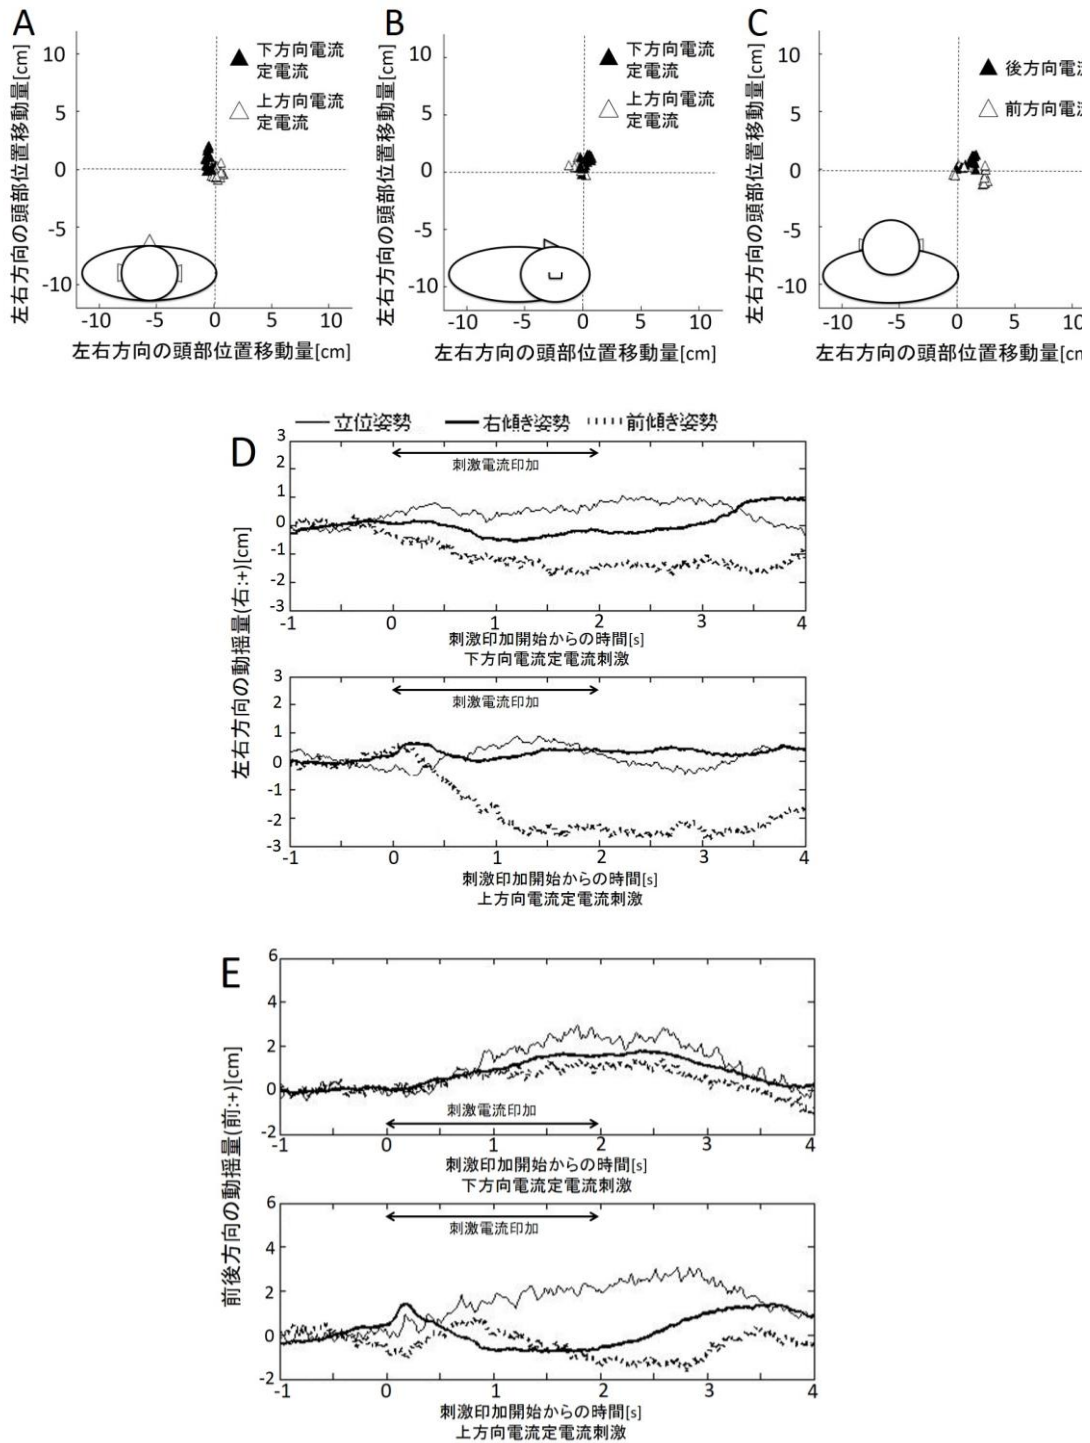 A
左右方向の頭部位置移動量[cm]
10
5
0
-5
-10
▲ 下方向電流
定電流
△ 上方向電流
定電流
-10 -5 0 5 10
左右方向の頭部位置移動量[cm]
B
左右方向の頭部位置移動量[cm]
10
5
0
-5
-10
▲ 下方向電流
定電流
△ 上方向電流
定電流
-10 -5 0 5 10
左右方向の頭部位置移動量[cm]
C
左右方向の頭部位置移動量[cm]
10
5
0
-5
-10
▲ 後方向電流
△ 前方向電流
-10 -5 0 5 10
左右方向の頭部位置移動量[cm
立位姿勢 右傾き姿勢 前傾き姿勢
D
左右方向の動揺量(右:+)[cm]
3
2
1
0
-1
-2
-3
刺激電流印加
-1 0 1 2 3 4
刺激印加開始からの時間[s]
下方向電流定電流刺激
3
2
1
0
-1
-2
-3
刺激電流印加
-1 0 1 2 3 4
刺激印加開始からの時間[s]
上方向電流定電流刺激
E
前後方向の動揺量(前:+)[cm]
6
4
2
0
-2
刺激電流印加
-1 0 1 2 3 4
刺激印加開始からの時間[s]
下方向電流定電流刺激
6
4
2
0
-2
刺激電流印加
-1 0 1 2 3 4
刺激印加開始からの時間[s]
上方向電流定電流刺激